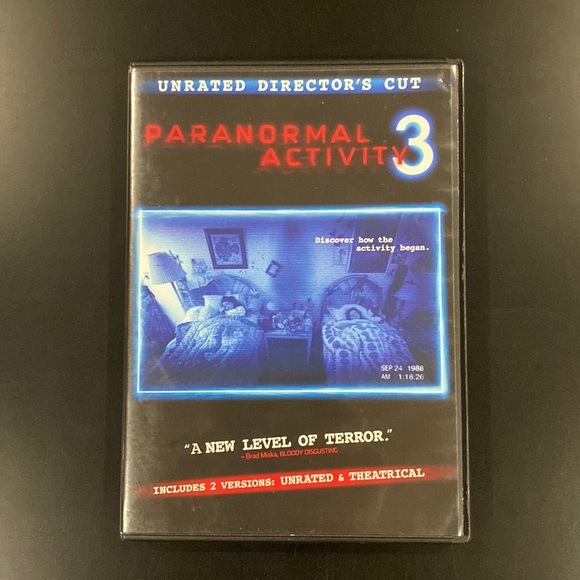 UNRATED DIRECTOR'S CUT
PARANORMAL
ACTIVITY 3
Discover how the
activity began.
SEP 24 1988
AM 1:18:26
"A NEW LEVEL OF TERROR."
– Brad Miska, BLOODY DISGUSTING
INCLUDES 2 VERSIONS: UNRATED & THEATRICAL